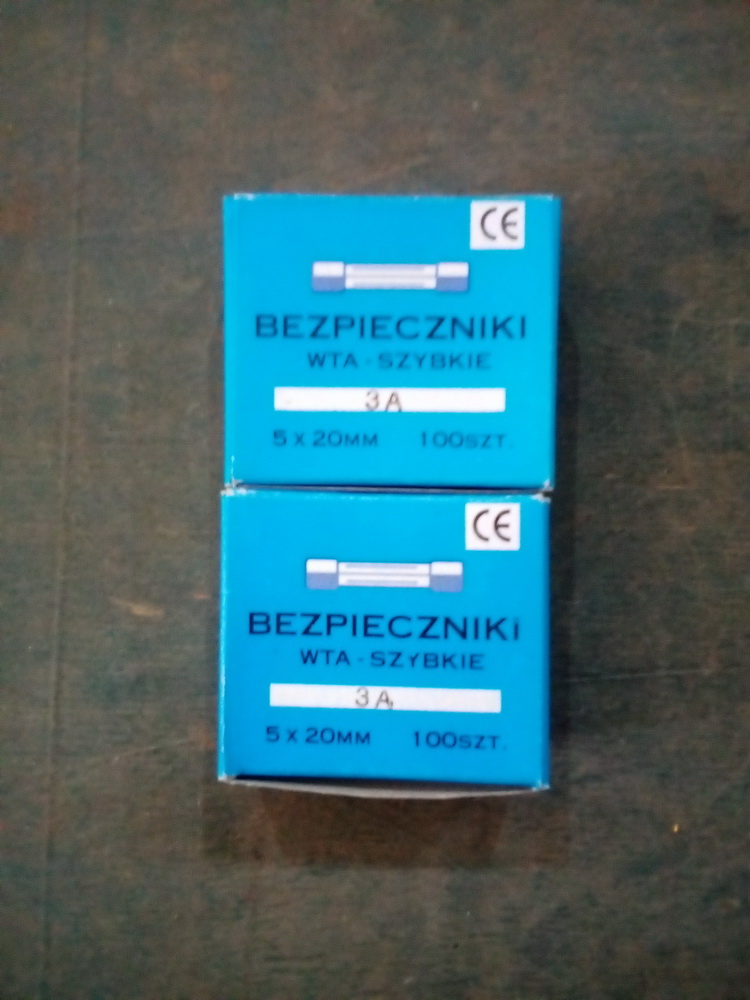 CE
BEZPIECZNIKI
WTA - SZYBKIE
3A
5 x 20MM 100SZT.
CE
BEZPIECZNIKi
WTA - SZYBKIE
3A
5 x 20MM 100SZT.